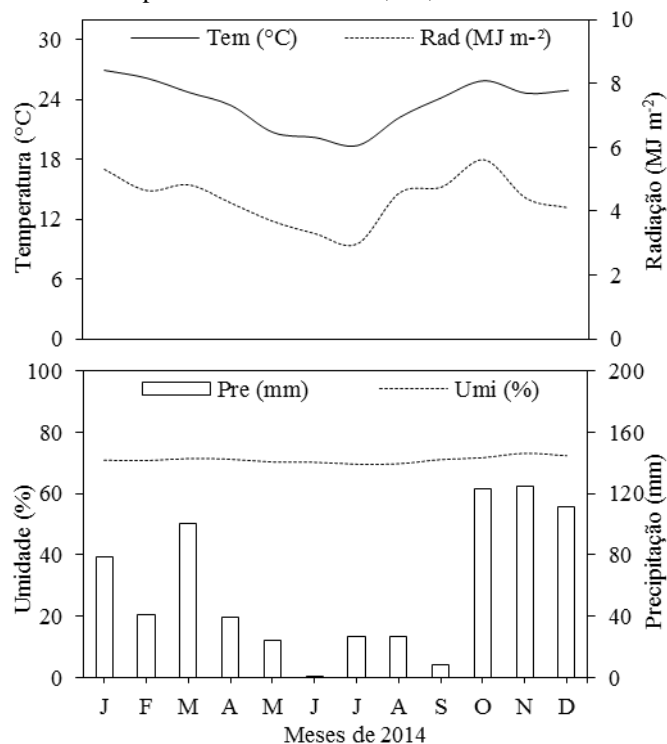 10
30 Tem (°C) Rad (MJ m-²)
8
24
6
18
4
12
2
6
0 0
Temperatura (°C)
Radiação (MJ m⁻²)
100 Pre (mm) Umi (%) 200
80 160
60 120
40 80
20 40
0 0
Umidade (%)
Precipitação (mm)
J F M A M J J A S O N D
Meses de 2014